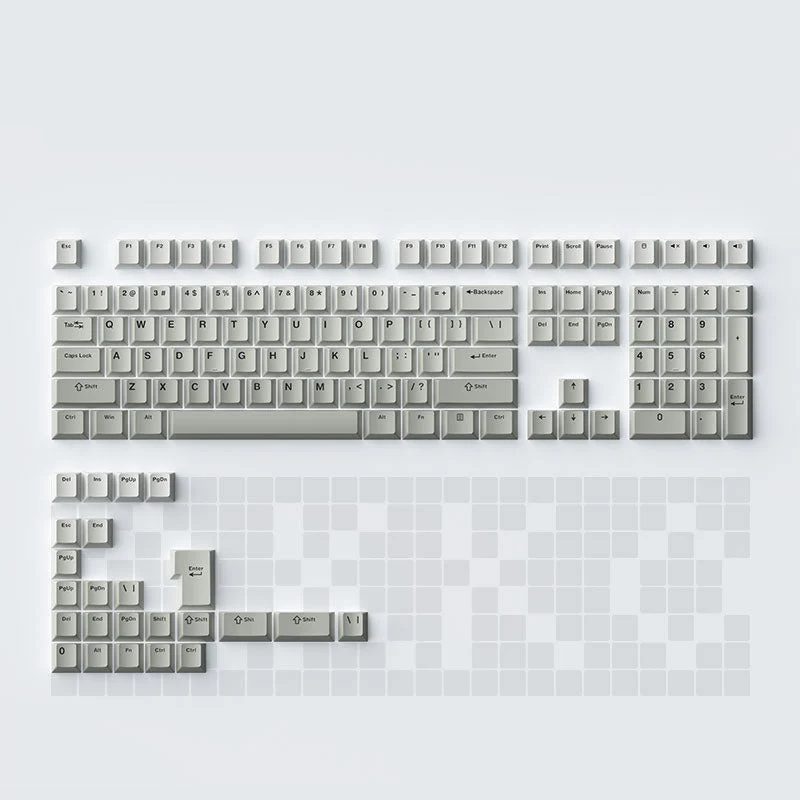 Esc F1 F2 F3 F4 F5 F6 F7 F8 F9 F10 F11 F12 Print Scroll Pause
` ~ 1 ! 2 @ 3 # 4 $ 5 % 6 ^ 7 & 8 * 9 ( 0 ) - _ = + ←Backspace Ins Home PgUp Num ÷ × -
Tab Q W E R T Y U I O P [ { ] } \ | Del End PgDn 7 8 9 +
Caps Lock A S D F G H J K L ; : ' " Enter 4 5 6
⇧ Shift Z X C V B N M , < . > / ? ⇧ Shift ↑ 1 2 3 Enter
Ctrl Win Alt Alt Fn Ctrl ← ↓ → 0 .
Del Ins PgUp PgDn
Esc End
PgUp Enter
PgUp PgDn \ |
Del End PgDn Shift ⇧ Shift ⇧ Shit ⇧ Shift \ |
0 Alt Fn Ctrl Ctrl